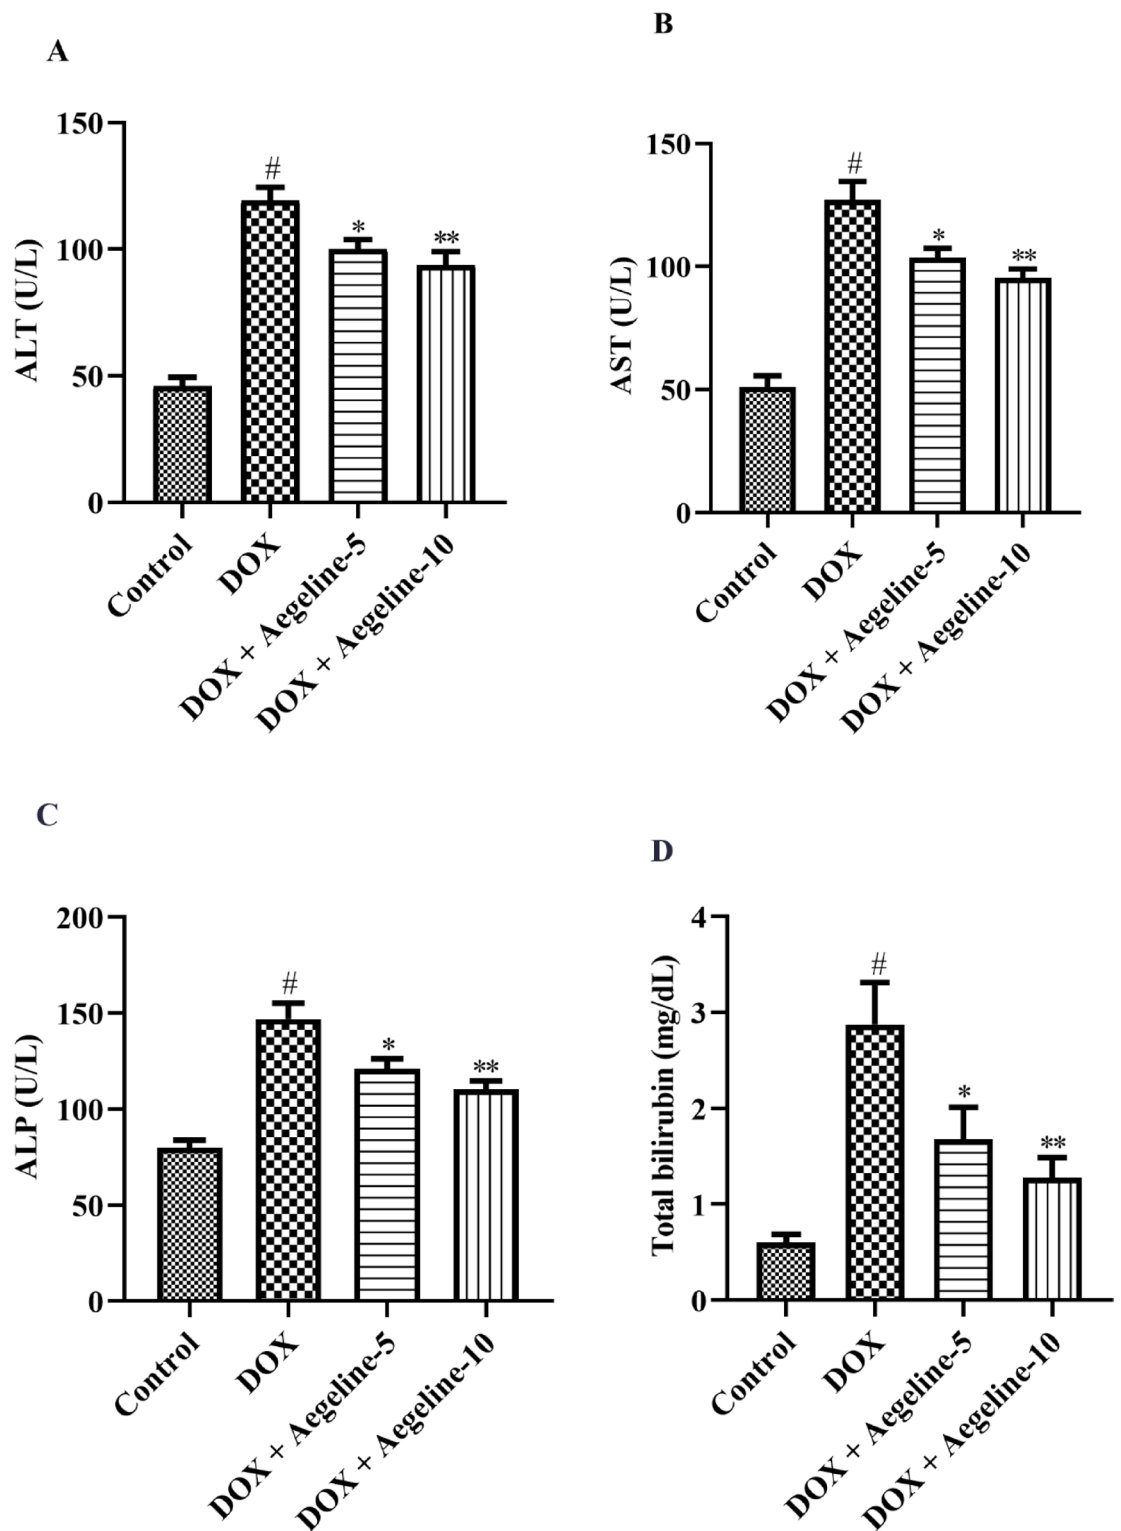 A
ALT (U/L)
150
100
50
0
#
*
**
Control
DOX
DOX + Aegeline-5
DOX + Aegeline-10
B
AST (U/L)
150
100
50
0
#
*
**
Control
DOX
DOX + Aegeline-5
DOX + Aegeline-10
C
ALP (U/L)
200
150
100
50
0
#
*
**
Control
DOX
DOX + Aegeline-5
DOX + Aegeline-10
D
Total bilirubin (mg/dL)
4
3
2
1
0
#
*
**
Control
DOX
DOX + Aegeline-5
DOX + Aegeline-10